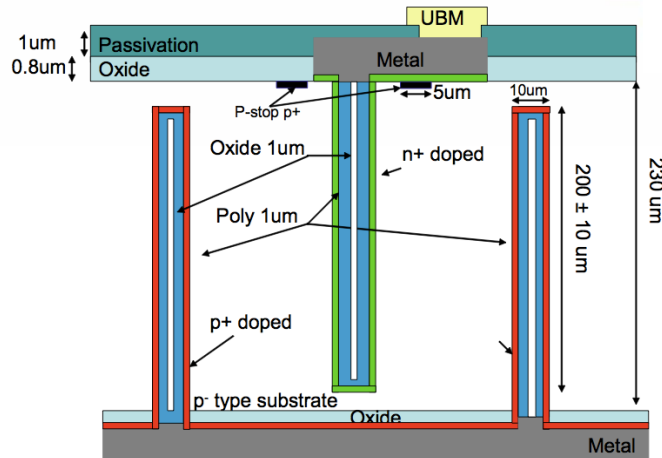 UBM
1um
Passivation
Metal
0.8um
Oxide
P-stop p+
5um
10um
Oxide 1um
n+ doped
Poly 1um
200 ± 10 um
230 um
p+ doped
p- type substrate
Oxide
Metal